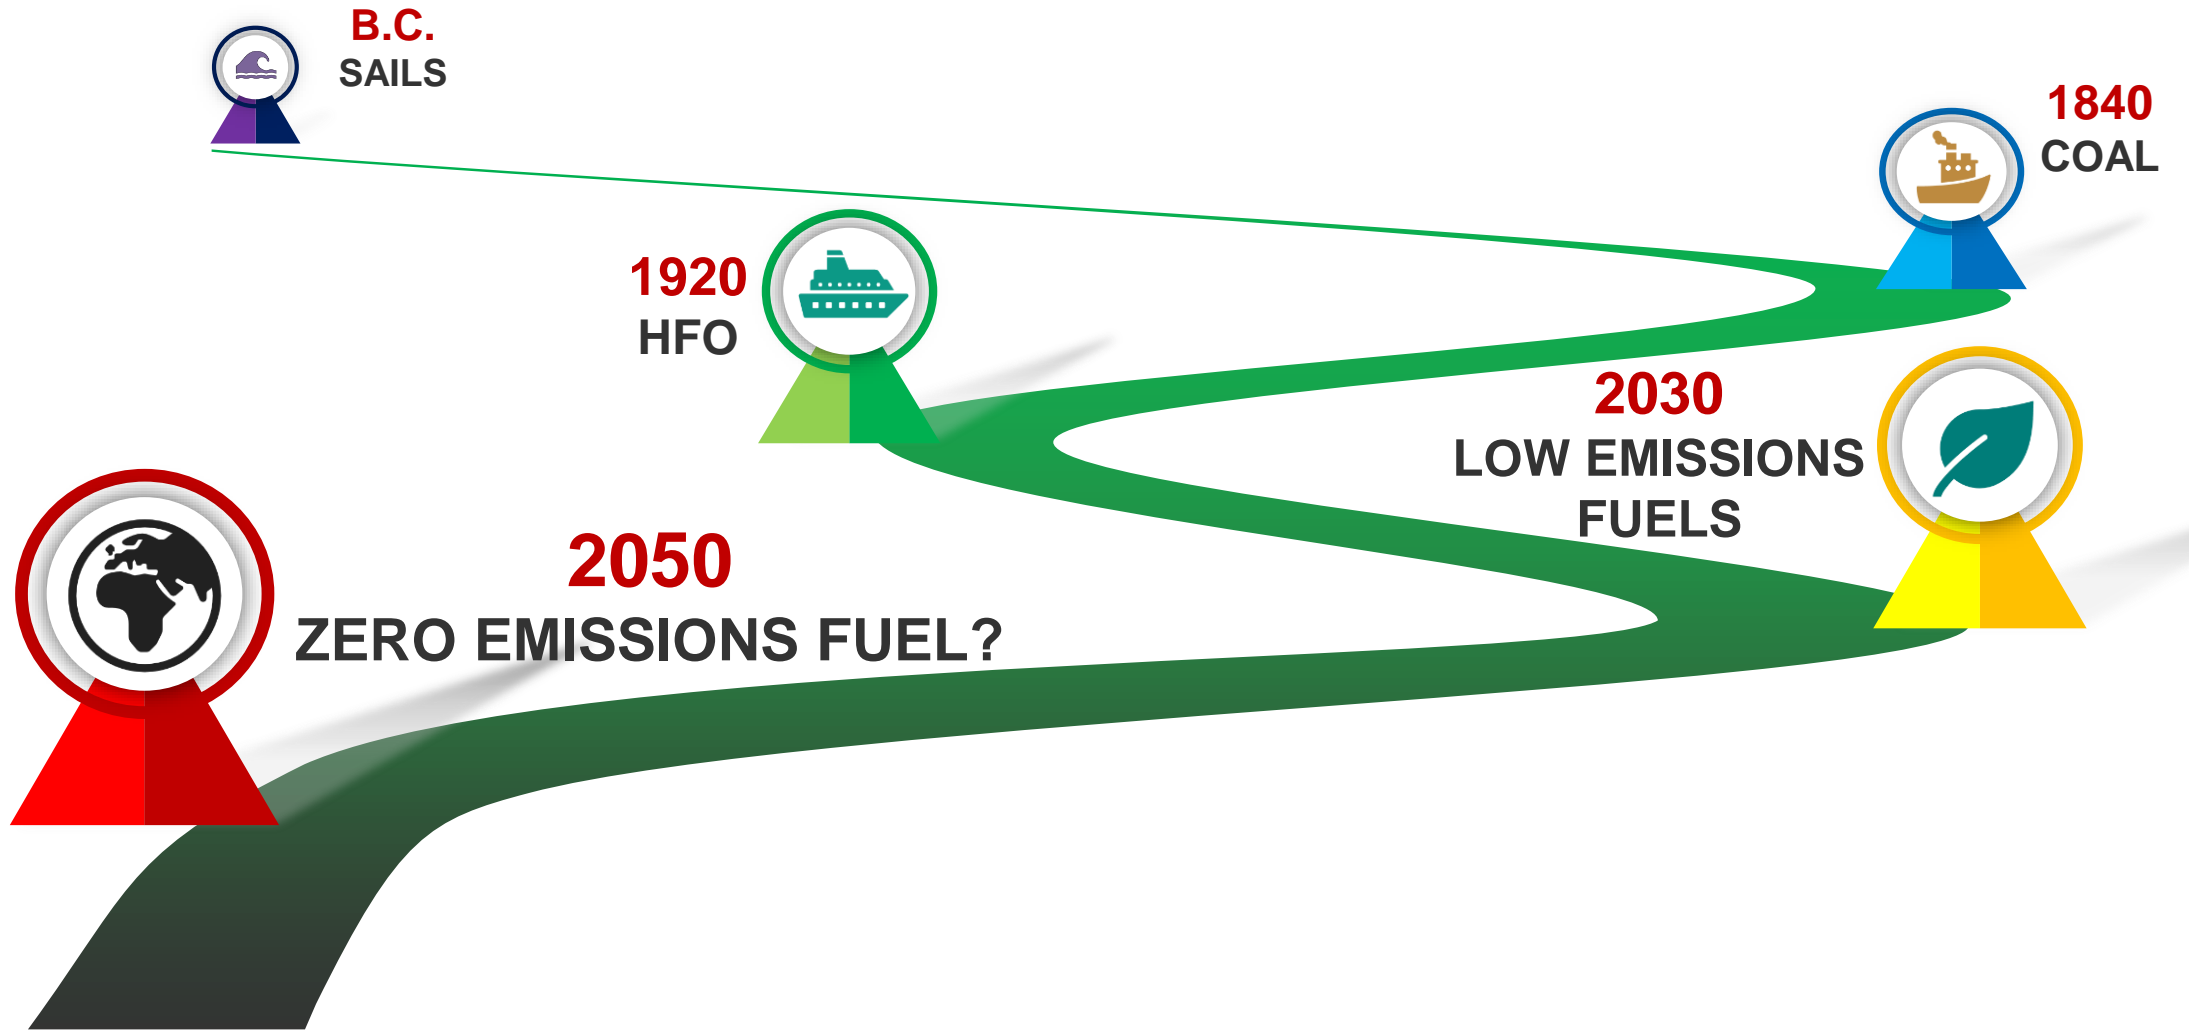 B.C.
SAILS
1840
COAL
1920
HFO
2030
LOW EMISSIONS
FUELS
2050
ZERO EMISSIONS FUEL?